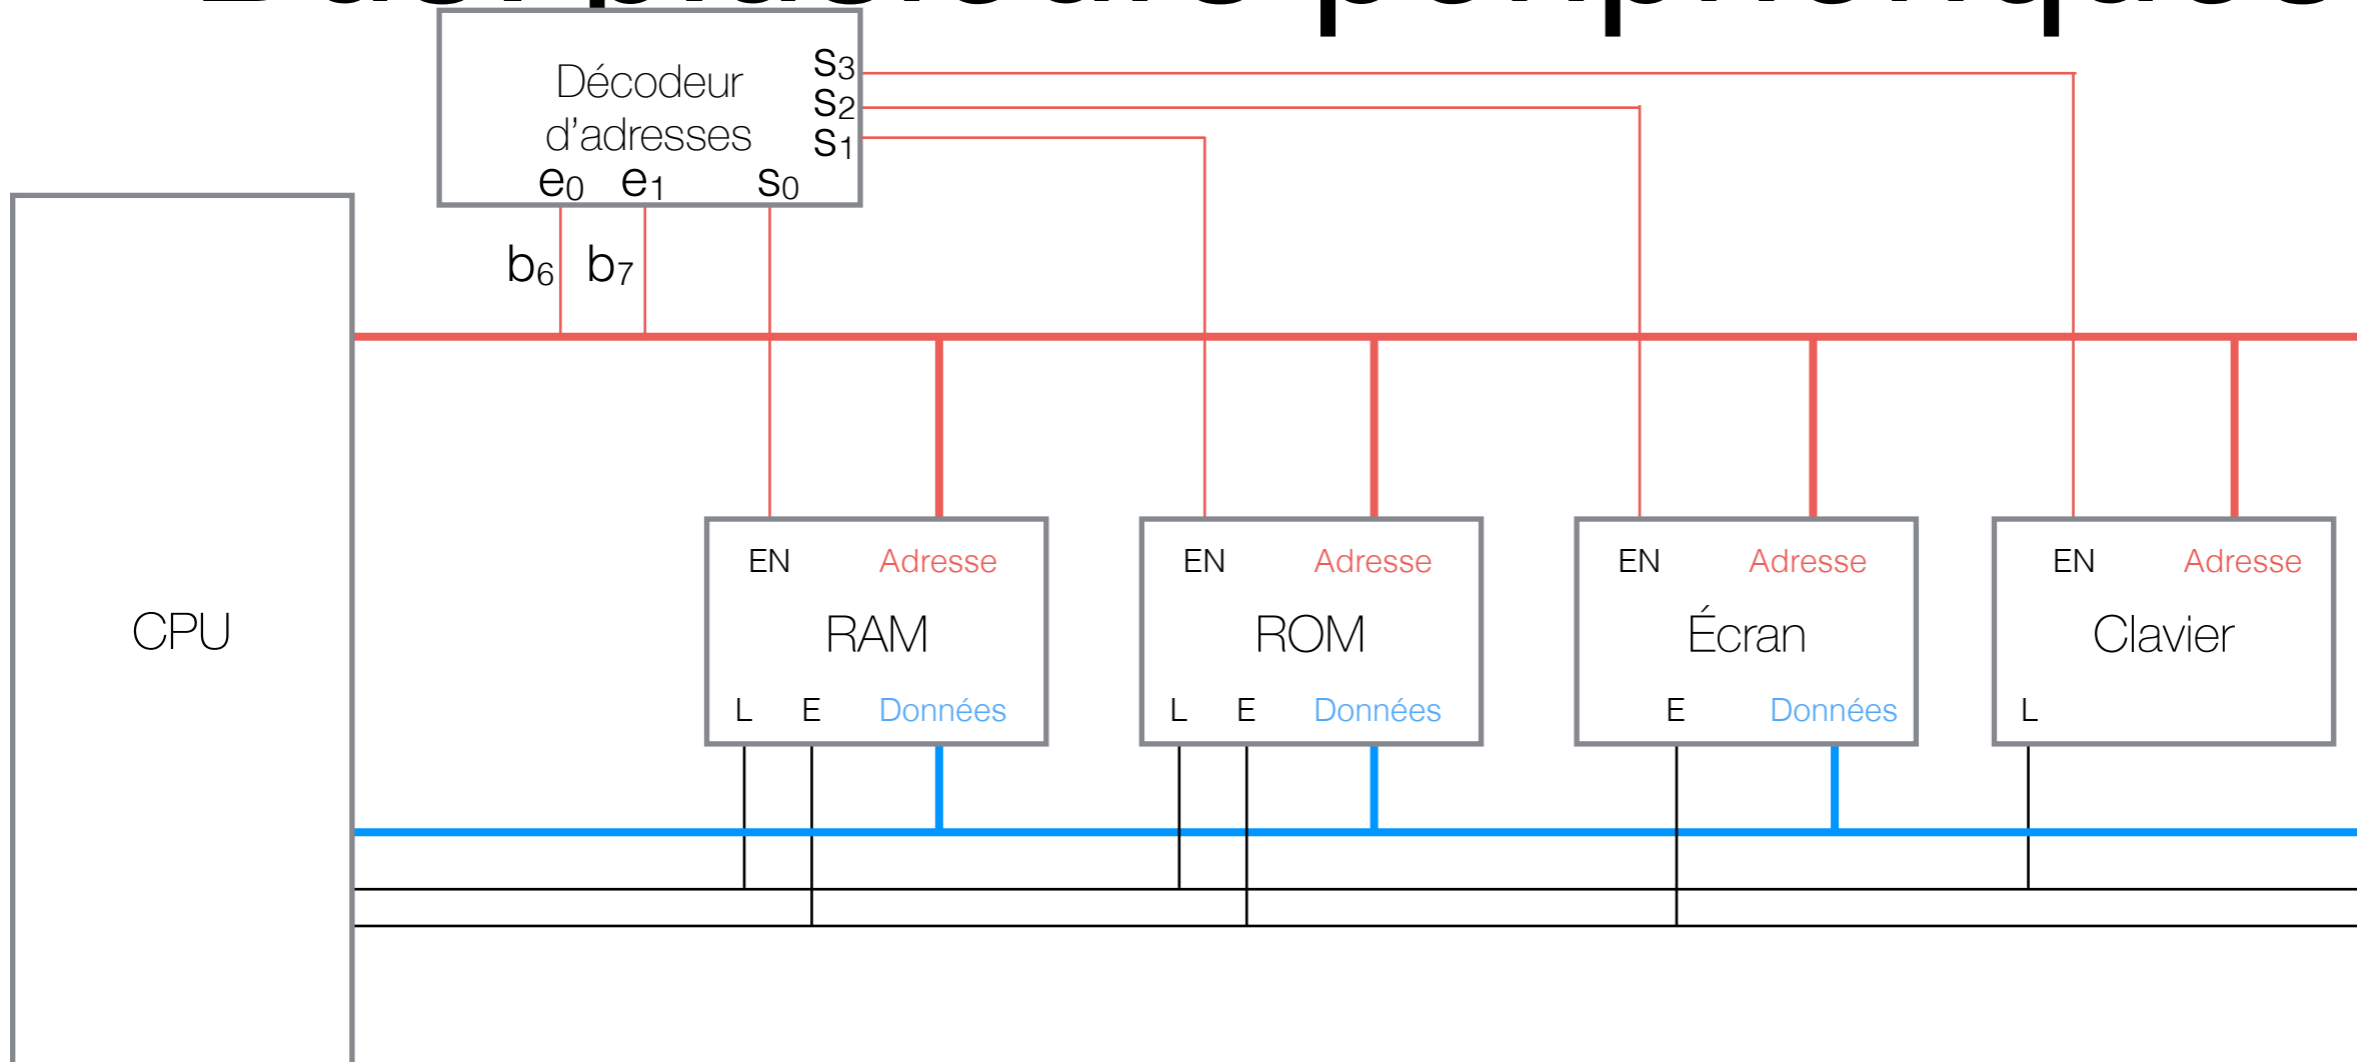 Décodeur
d'adresses
s3
s2
s1
e0 e1 s0
b6 b7
CPU
EN Adresse
RAM
L E Données
EN Adresse
ROM
L E Données
EN Adresse
Écran
E Données
EN Adresse
Clavier
L